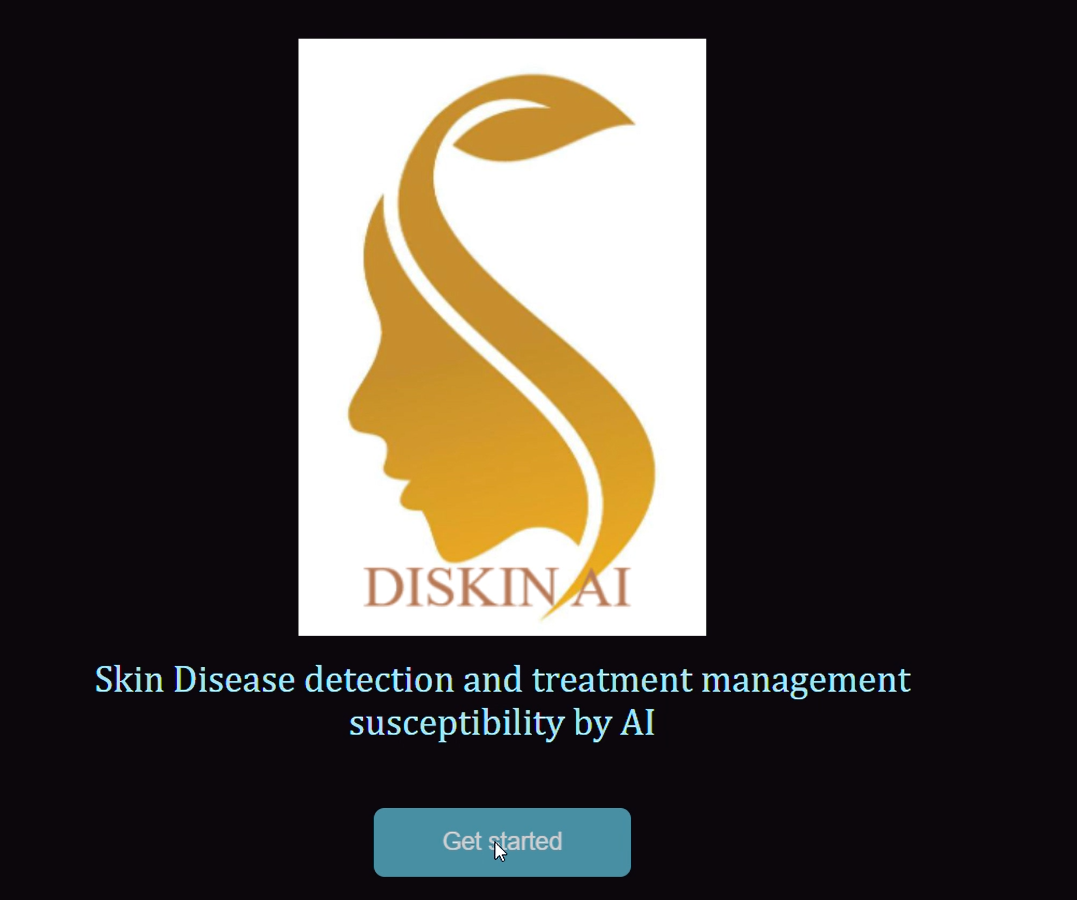 DISKIN AI
Skin Disease detection and treatment management
susceptibility by AI
Get started